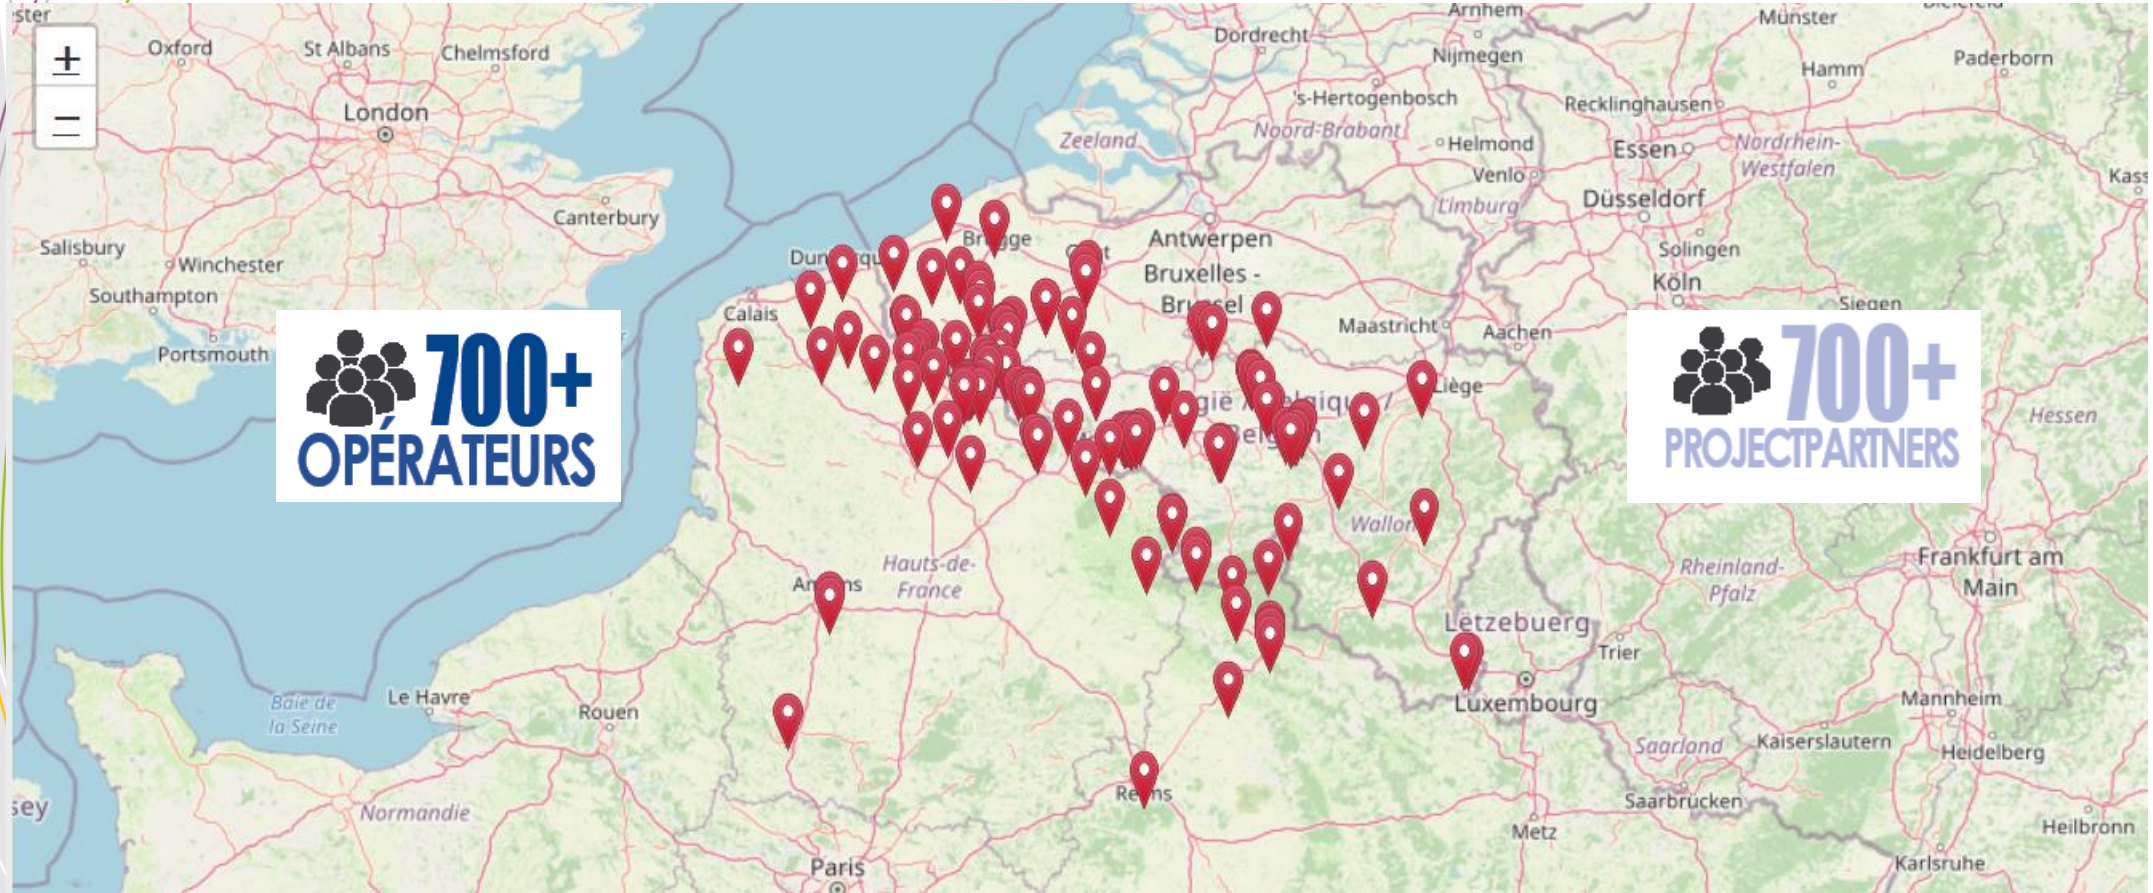 Oxford
St Albans
Chelmsford
London
Canterbury
Salisbury
Winchester
Southampton
Portsmouth
+
−
Dordrecht
Arnhem
Nijmegen
's-Hertogenbosch
Zeeland
Noord-Brabant
Helmond
Venlo
Limburg
Münster
Hamm
Paderborn
Recklinghausen
Essen
Nordrhein-
Westfalen
Düsseldorf
Solingen
Köln
Siegen
Aachen
Maastricht
Antwerpen
Bruxelles -
Calais
Liège
Hessen
700+
OPÉRATEURS
700+
PROJECTPARTNERS
Hauts-de-
France
Rheinland-
Pfalz
Frankfurt am
Main
Lëtzebuerg
Luxembourg
Trier
Baie de
la Seine
Le Havre
Rouen
Normandie
Paris
Metz
Saarland
Saarbrücken
Kaiserslautern
Mannheim
Heidelberg
Heilbronn
Karlsruhe